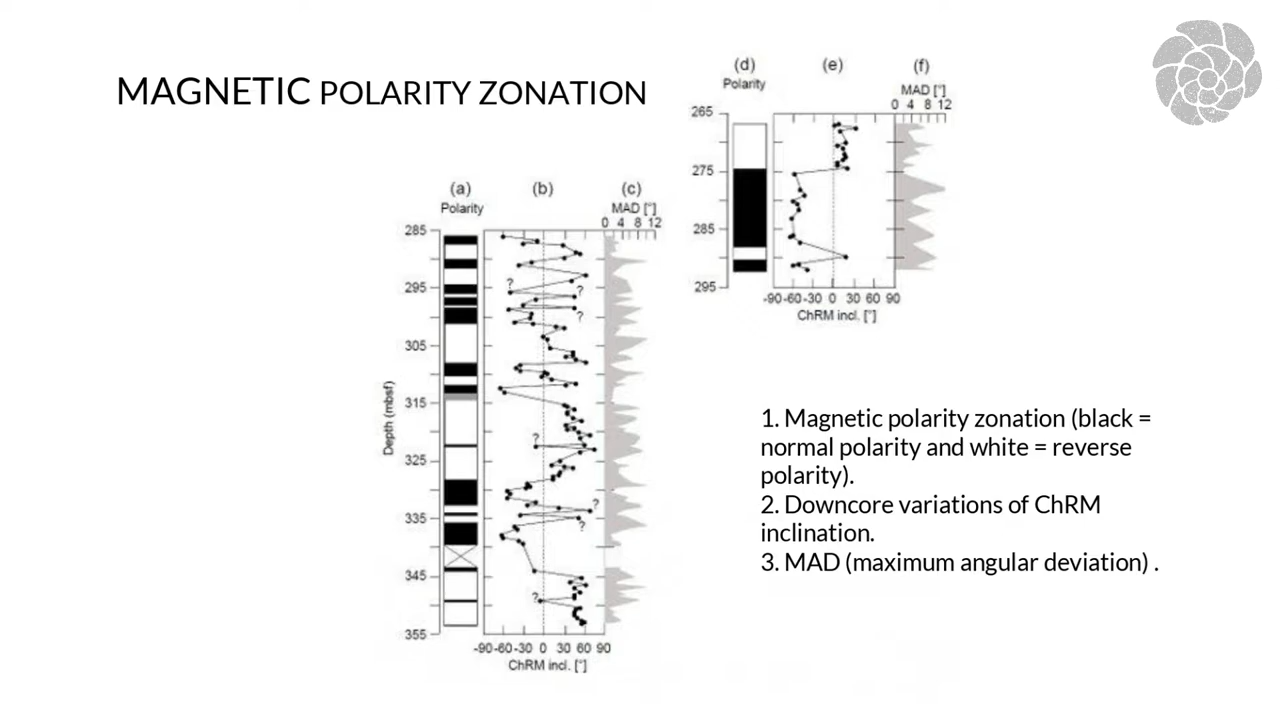 MAGNETIC POLARITY ZONATION
(d) (e) (f)
Polarity MAD [°]
0 4 8 12
265
275
285
295
-90 -60 -30 0 30 60 90
ChRM incl. [°]
(a) (b) (c)
Polarity MAD [°]
0 4 8 12
285
295
? ?
?
305
315
?
325
?
335
?
345
?
355
Depth (mbsf)
-90 -60 -30 0 30 60 90
ChRM incl. [°]
1. Magnetic polarity zonation (black =
normal polarity and white = reverse
polarity).
2. Downcore variations of ChRM
inclination.
3. MAD (maximum angular deviation) .